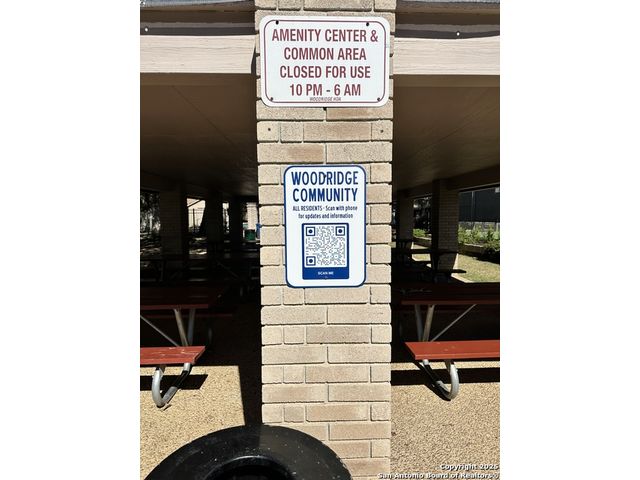 AMENITY CENTER &
COMMON AREA
CLOSED FOR USE
10 PM - 6 AM
WOODRIDGE HOA
WOODRIDGE
COMMUNITY
ALL RESIDENTS - Scan with phone
for updates and information
SCAN ME
Copyright 2025
San Antonio Board of Realtors®